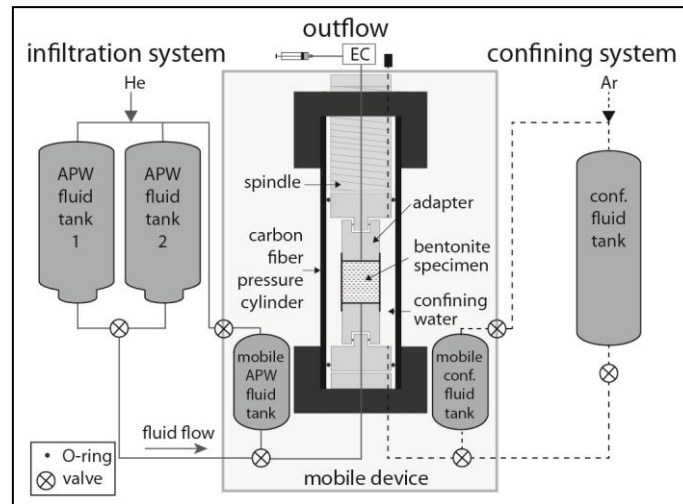 outflow
infiltration system
confining system
He
EC
Ar
APW
fluid
tank
1
APW
fluid
tank
2
spindle
adapter
carbon
fiber
pressure
cylinder
bentonite
specimen
confining
water
conf.
fluid
tank
mobile
APW
fluid
tank
mobile
conf.
fluid
tank
fluid flow
O-ring
valve
mobile device